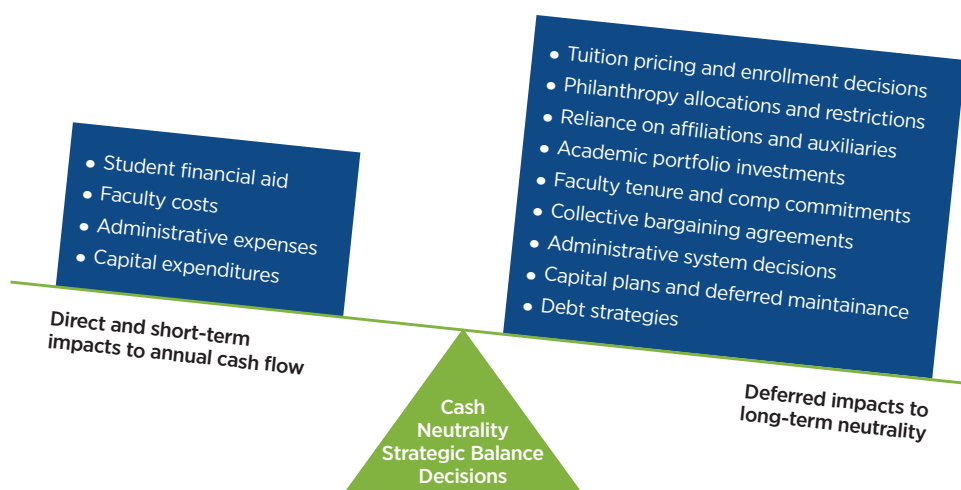 • Student financial aid
• Faculty costs
• Administrative expenses
• Capital expenditures
Direct and short-term
impacts to annual cash flow
• Tuition pricing and enrollment decisions
• Philanthropy allocations and restrictions
• Reliance on affiliations and auxiliaries
• Academic portfolio investments
• Faculty tenure and comp commitments
• Collective bargaining agreements
• Administrative system decisions
• Capital plans and deferred maintainance
• Debt strategies
Deferred impacts to
long-term neutrality
Cash
Neutrality
Strategic Balance
Decisions